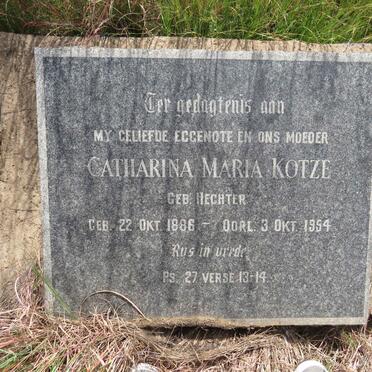 Ter gedagtenis aan
MY GELIEFDE EGGENOTE EN ONS MOEDER
CATHARINA MARIA KOTZE
GEB. HECHTER
GEB. 22 OKT. 1886 – OORL. 3 OKT. 1954
Rus in vrede
PS. 27 VERSE 13-14